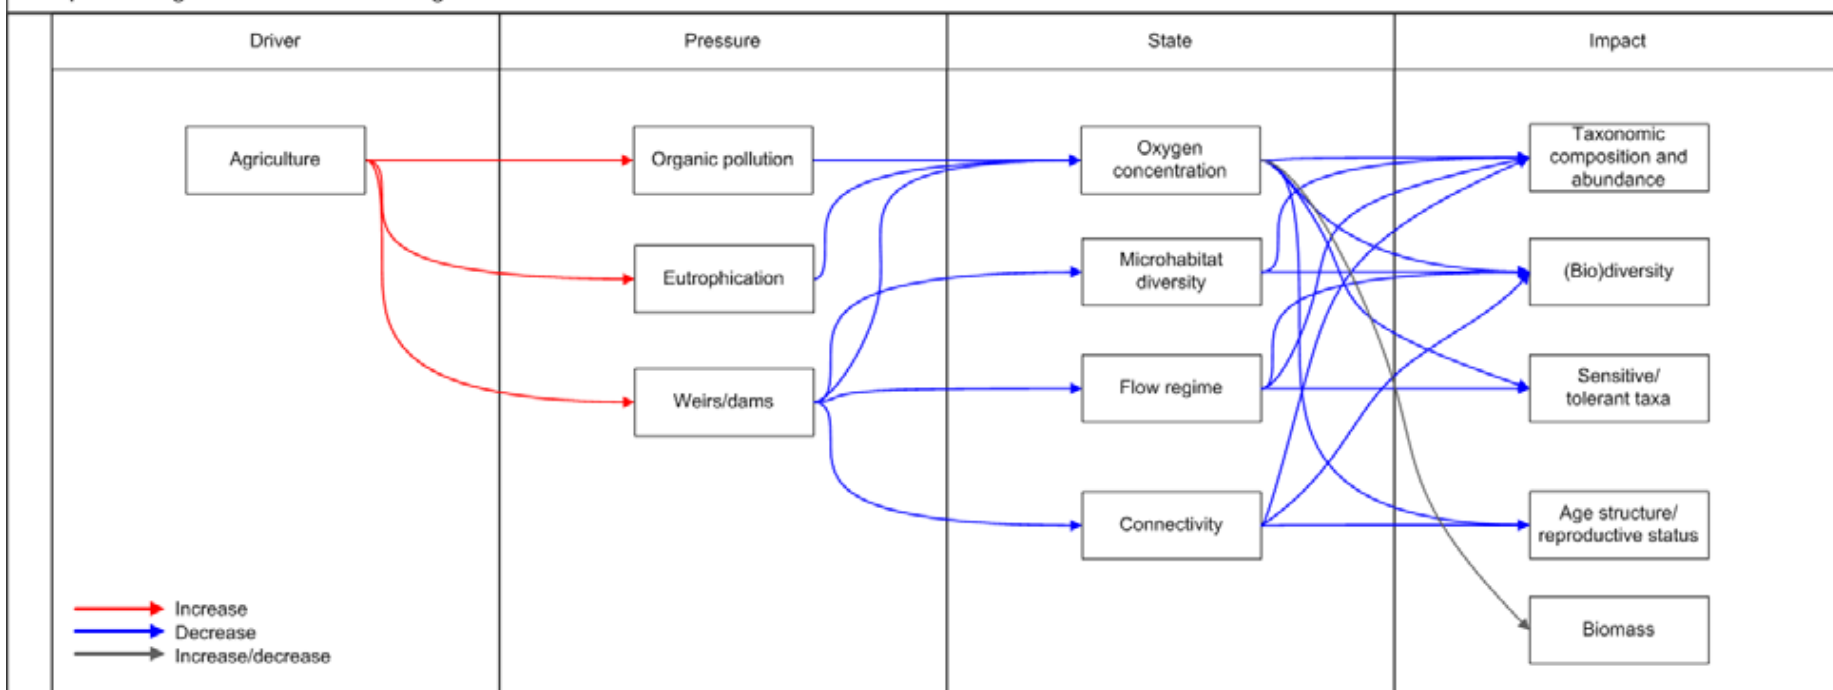 Driver
Pressure
State
Impact
Agriculture
Organic pollution
Eutrophication
Weirs/dams
Oxygen
concentration
Microhabitat
diversity
Flow regime
Connectivity
Taxonomic
composition and
abundance
(Bio)diversity
Sensitive/
tolerant taxa
Age structure/
reproductive status
Biomass
Increase
Decrease
Increase/decrease